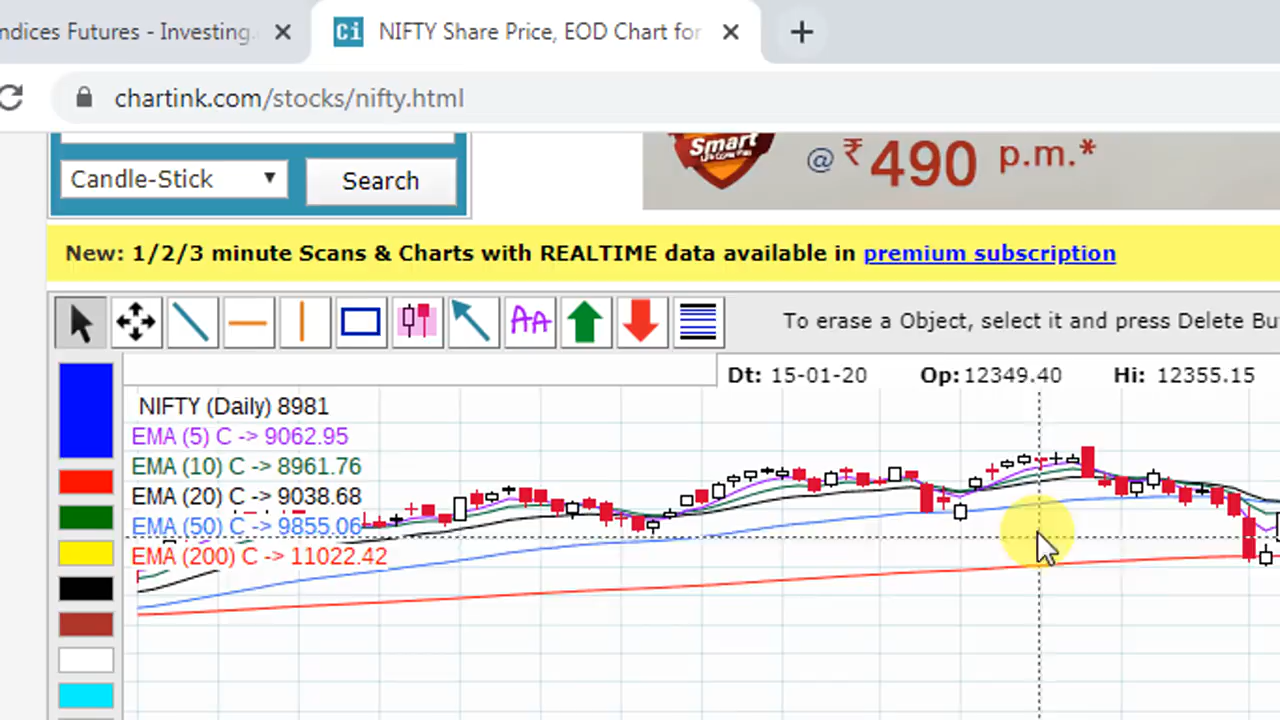 ndices Futures - Investing.
Ci NIFTY Share Price, EOD Chart for
chartink.com/stocks/nifty.html
Smart
@ ₹490 p.m.*
Candle-Stick
Search
New: 1/2/3 minute Scans & Charts with REALTIME data available in premium subscription
AA
To erase a Object, select it and press Delete Bu
Dt: 15-01-20 Op:12349.40 Hi: 12355.15
NIFTY (Daily) 8981
EMA (5) C -> 9062.95
EMA (10) C -> 8961.76
EMA (20) C -> 9038.68
EMA (50) C -> 9855.06
EMA (200) C -> 11022.42